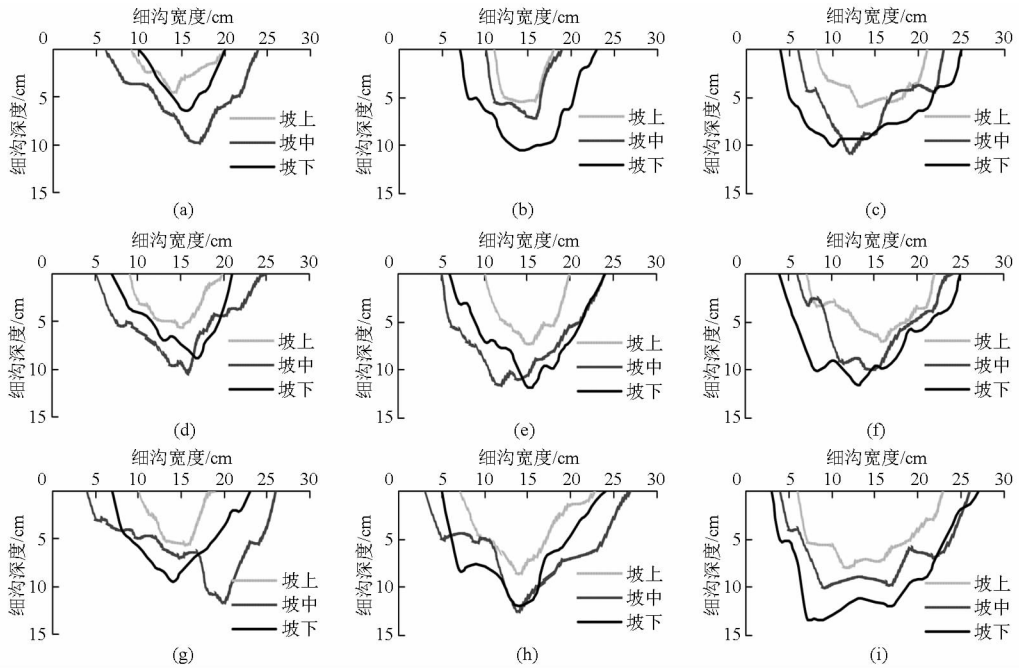 细沟宽度/cm 细沟宽度/cm 细沟宽度/cm
0 5 10 15 20 25 30 0 5 10 15 20 25 30 0 5 10 15 20 25 30
细沟深度/cm 细沟深度/cm 细沟深度/cm
5 坡上 5 坡上 5 坡上
10 坡中 10 坡中 10 坡中
坡下 坡下 坡下
15 15 15
(a) (b) (c)
细沟宽度/cm 细沟宽度/cm 细沟宽度/cm
0 5 10 15 20 25 30 0 5 10 15 20 25 30 0 5 10 15 20 25 30
细沟深度/cm 细沟深度/cm 细沟深度/cm
5 坡上 5 坡上 5 坡上
10 坡中 10 坡中 10 坡中
坡下 坡下 坡下
15 15 15
(d) (e) (f)
细沟宽度/cm 细沟宽度/cm 细沟宽度/cm
0 5 10 15 20 25 30 0 5 10 15 20 25 30 0 5 10 15 20 25 30
细沟深度/cm 细沟深度/cm 细沟深度/cm
5 5 5
10 坡上 10 坡上 10 坡上
坡中 坡中 坡中
15 坡下 15 坡下 15 坡下
(g) (h) (i)